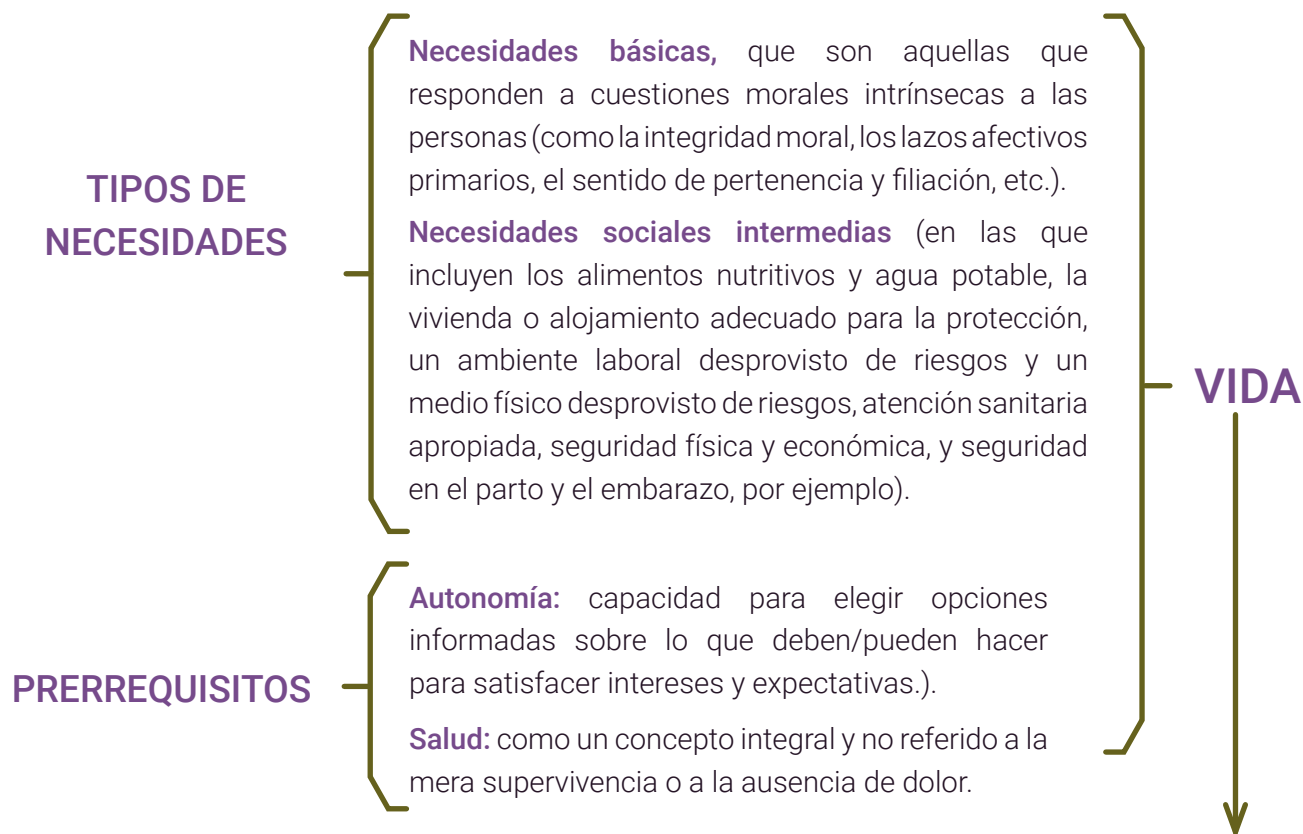 TIPOS DE
NECESIDADES
Necesidades básicas, que son aquellas que
responden a cuestiones morales intrínsecas a las
personas (como la integridad moral, los lazos afectivos
primarios, el sentido de pertenencia y filiación, etc.).
Necesidades sociales intermedias (en las que
incluyen los alimentos nutritivos y agua potable, la
vivienda o alojamiento adecuado para la protección,
un ambiente laboral desprovisto de riesgos y un
medio físico desprovisto de riesgos, atención sanitaria
apropiada, seguridad física y económica, y seguridad
en el parto y el embarazo, por ejemplo).
PRERREQUISITOS
Autonomía: capacidad para elegir opciones
informadas sobre lo que deben/pueden hacer
para satisfacer intereses y expectativas.).
Salud: como un concepto integral y no referido a la
mera supervivencia o a la ausencia de dolor.
VIDA